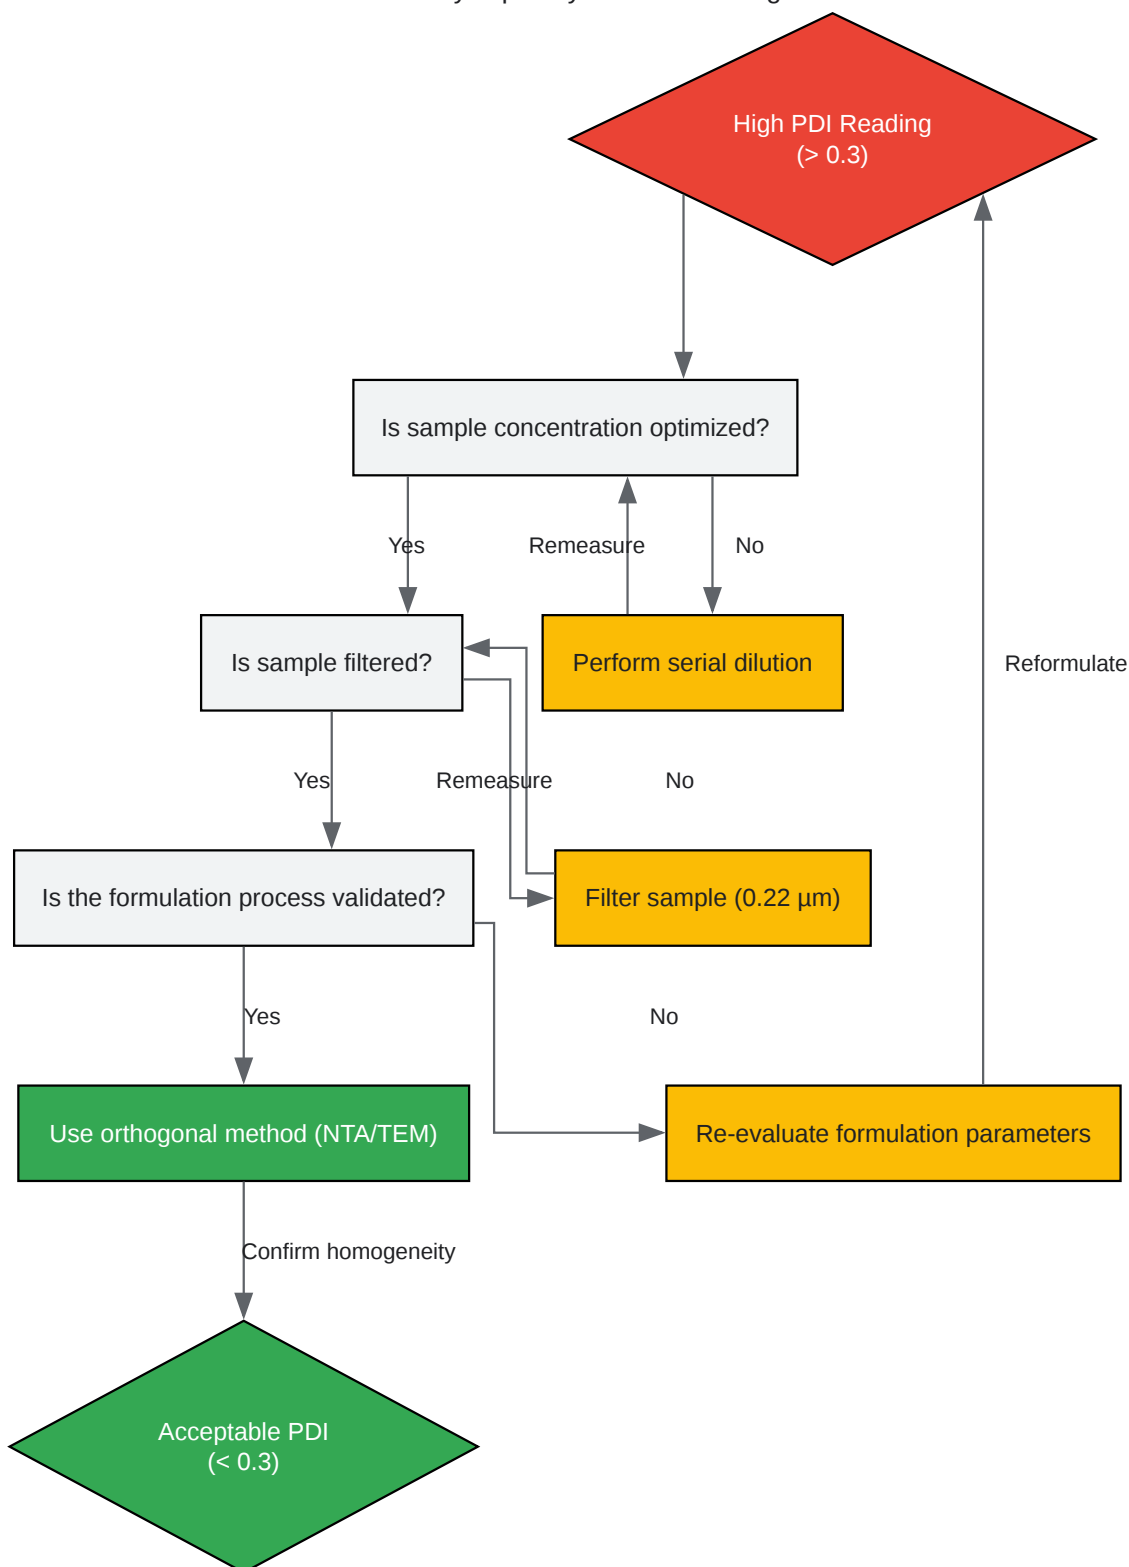 High PDI Reading
(> 0.3)
Is sample concentration optimized?
Yes
Remeasure
No
Is sample filtered?
Perform serial dilution
Reformulate
Yes
Remeasure
No
Is the formulation process validated?
Filter sample (0.22 µm)
Yes
No
Use orthogonal method (NTA/TEM)
Re-evaluate formulation parameters
Confirm homogeneity
Acceptable PDI
(< 0.3)